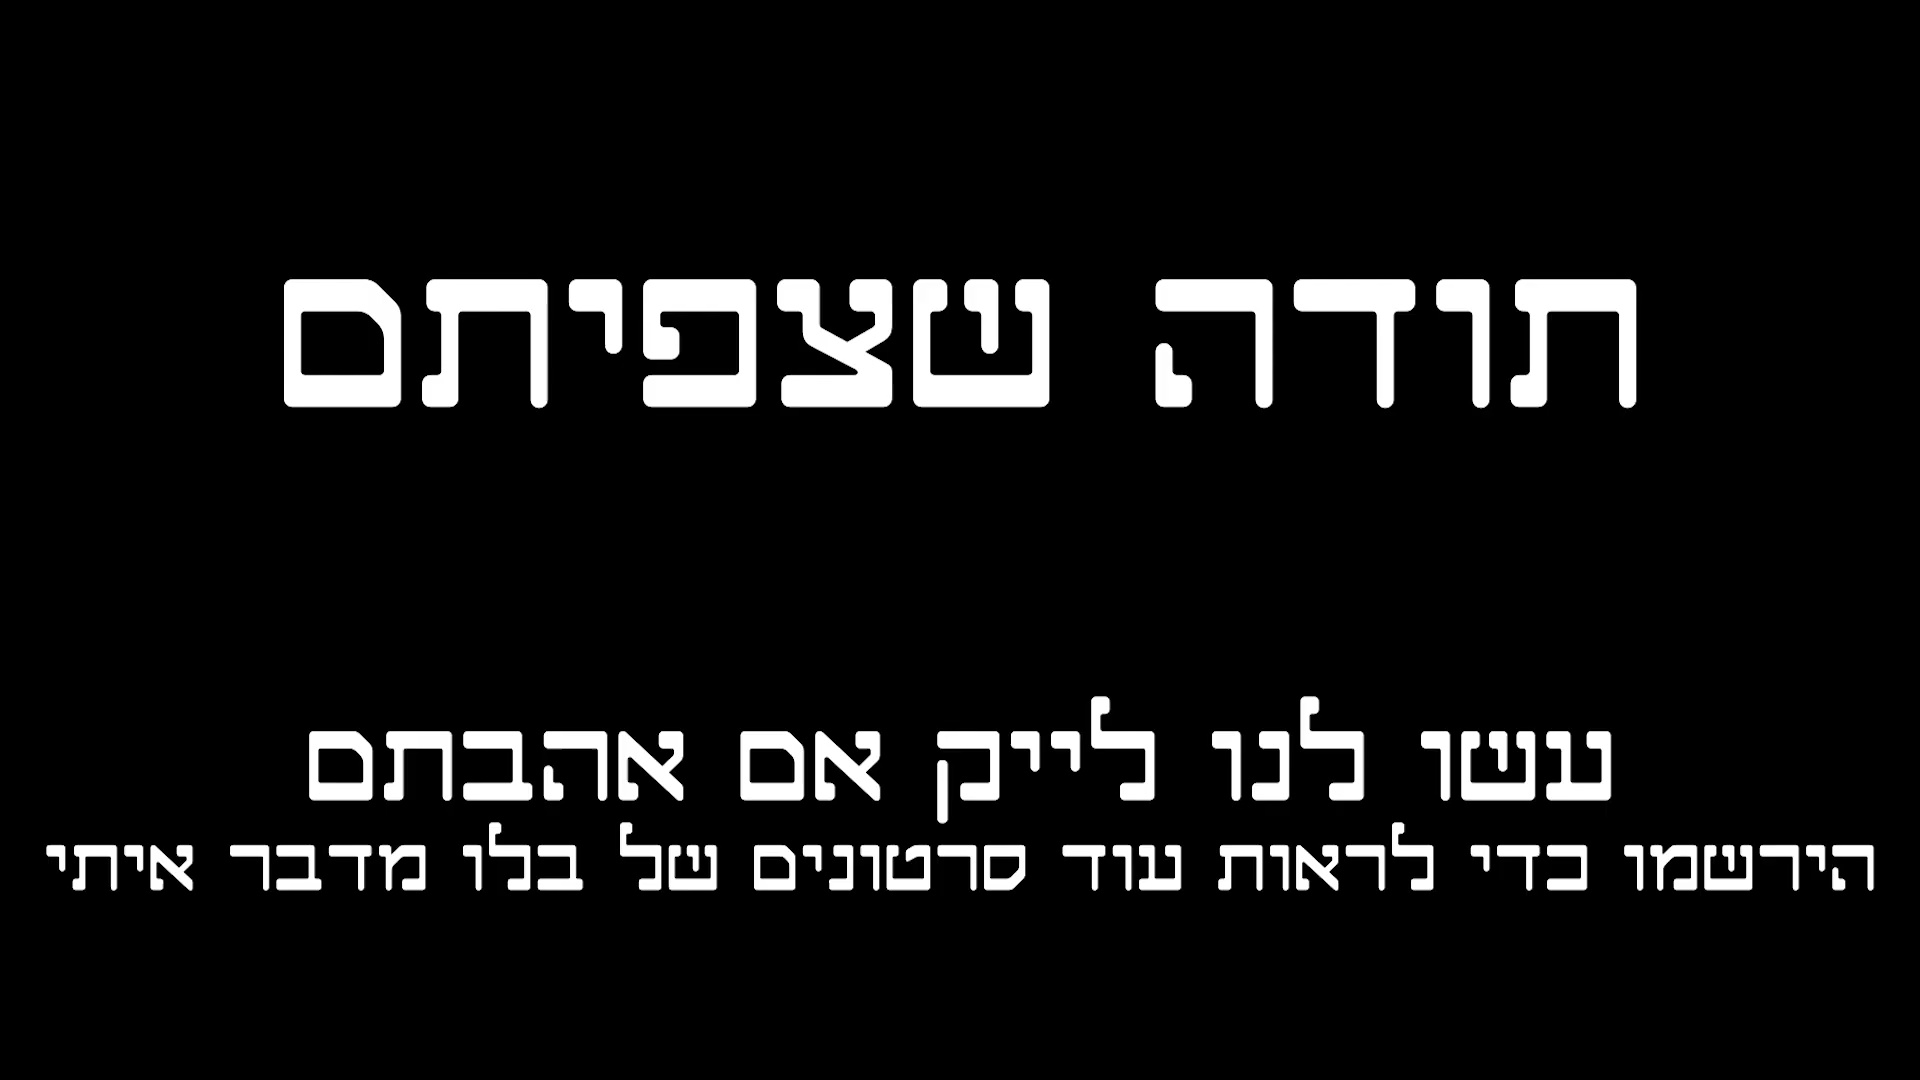 תודה שצפיתם
עשו לנו לייק אם אהבתם
הירשמו כדי לראות עוד סרטונים של בלו מדבר איתי